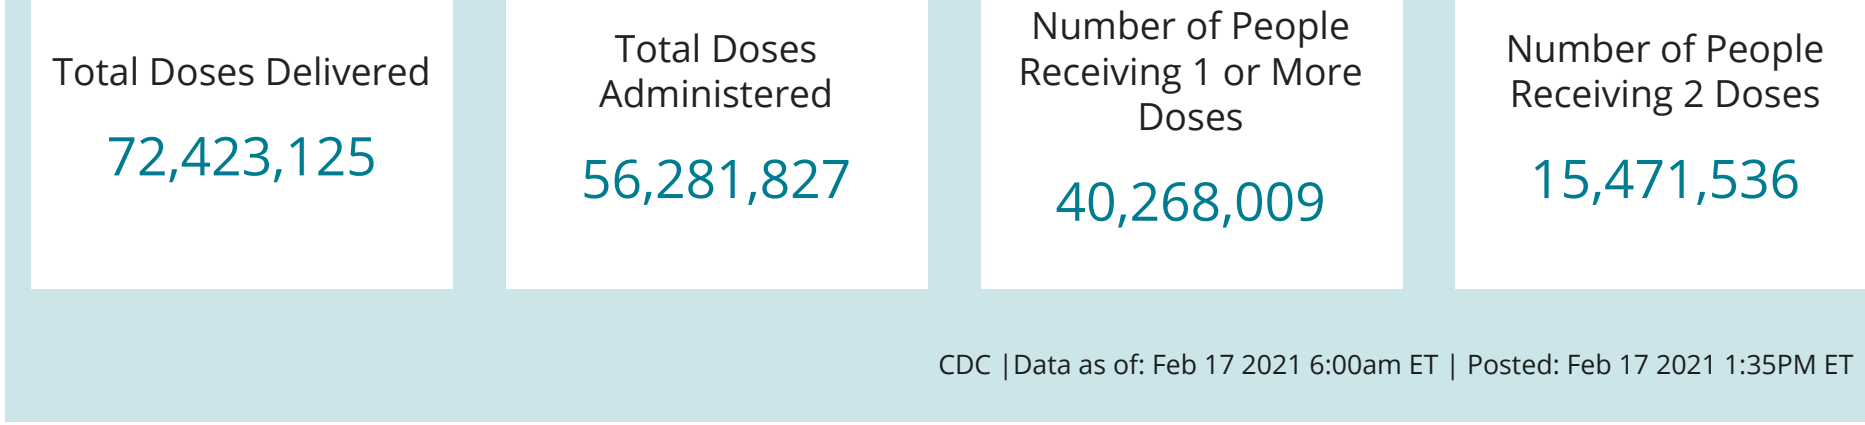 Total Doses Delivered
72,423,125
Total Doses
Administered
56,281,827
Number of People
Receiving 1 or More
Doses
40,268,009
Number of People
Receiving 2 Doses
15,471,536
CDC |Data as of: Feb 17 2021 6:00am ET | Posted: Feb 17 2021 1:35PM ET